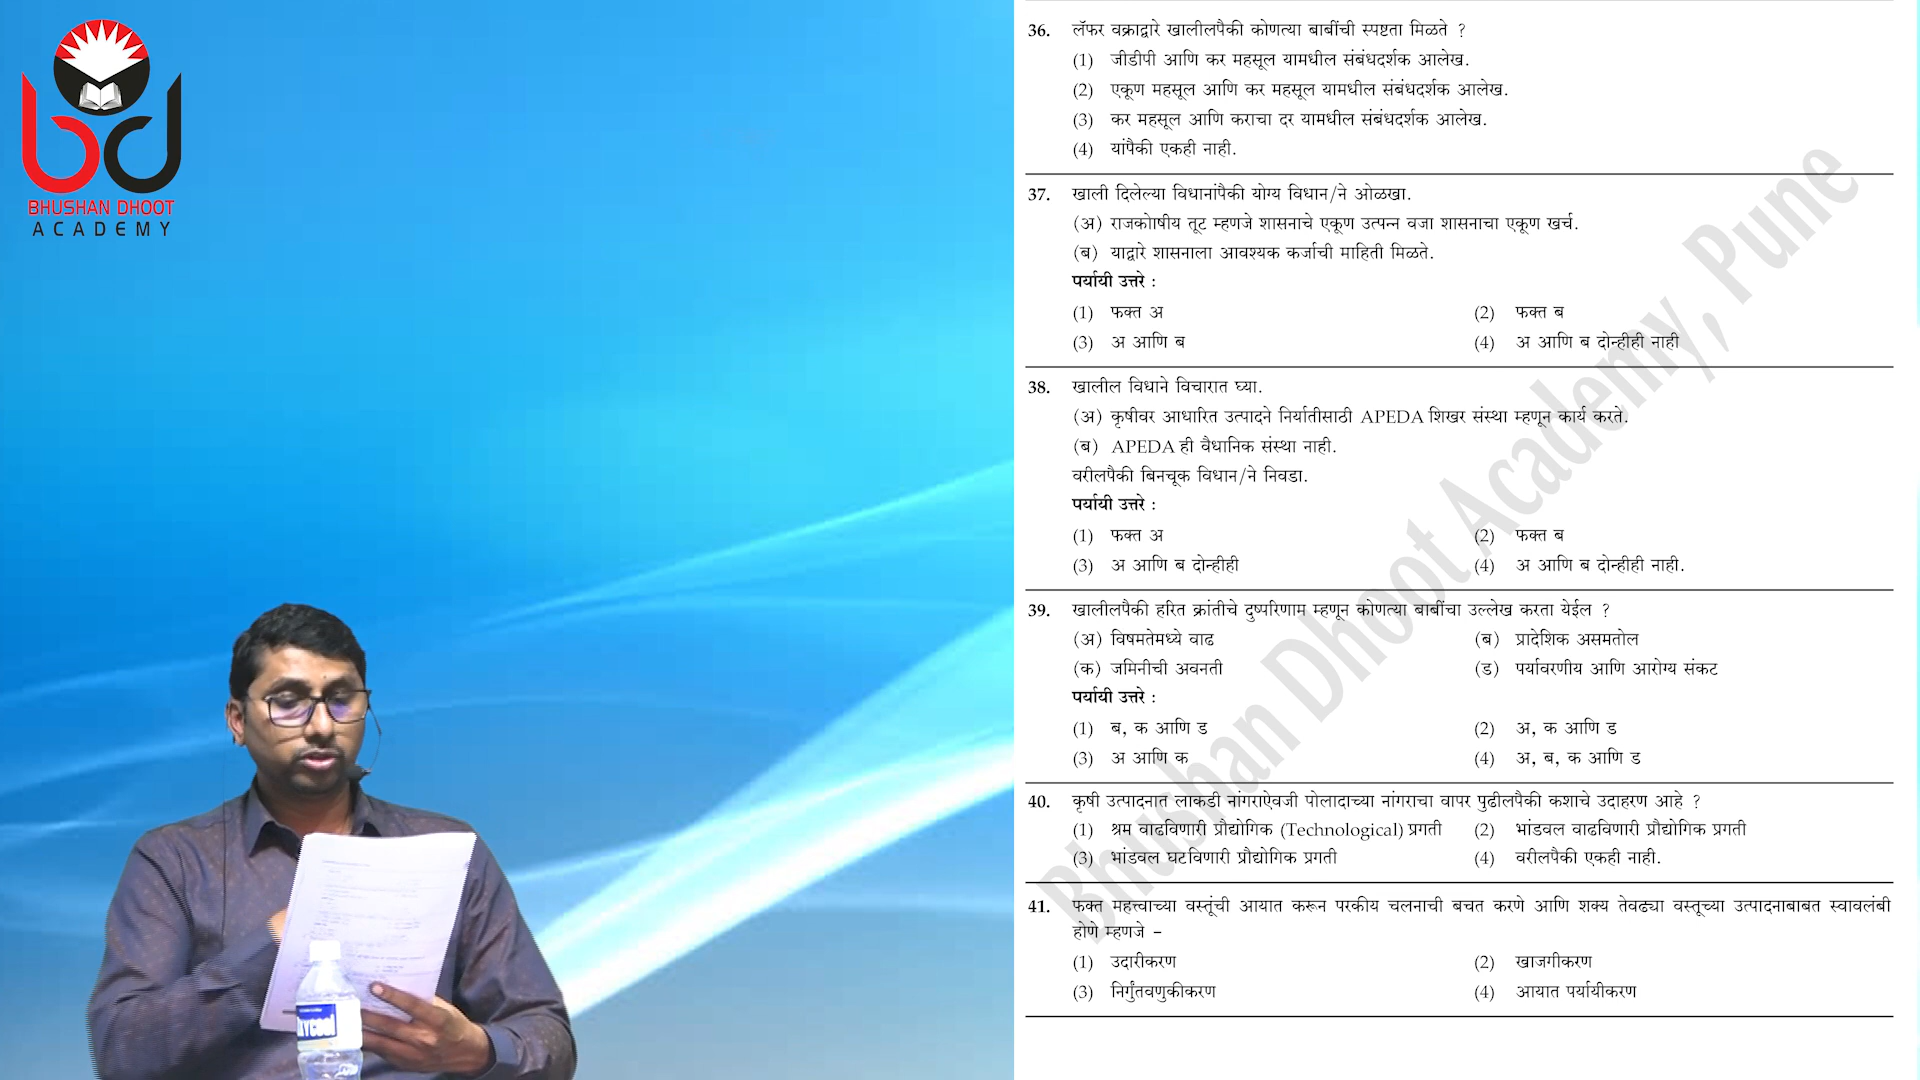 BHUSHAN DHOOT
ACADEMY
36. लॅफर वक्राद्वारे खालीलपैकी कोणत्या बाबींची स्पष्टता मिळते ?
(1) जीडीपी आणि कर महसूल यामधील संबंधदर्शक आलेख.
(2) एकूण महसूल आणि कर महसूल यामधील संबंधदर्शक आलेख.
(3) कर महसूल आणि कराचा दर यामधील संबंधदर्शक आलेख.
(4) यांपैकी एकही नाही.
37. खाली दिलेल्या विधानांपैकी योग्य विधान/ने ओळखा.
(अ) राजकोाषीय तूट म्हणजे शासनाचे एकूण उत्पन्न वजा शासनाचा एकूण खर्च.
(ब) याद्वारे शासनाला आवश्यक कर्जाची माहिती मिळते.
पर्यायी उत्तरे :
(1) फक्त अ (2) फक्त ब
(3) अ आणि ब (4) अ आणि ब दोन्हीही नाही
38. खालील विधाने विचारात घ्या.
(अ) कृषीवर आधारित उत्पादने निर्यातीसाठी APEDA शिखर संस्था म्हणून कार्य करते.
(ब) APEDA ही वैधानिक संस्था नाही.
वरीलपैकी बिनचूक विधान/ने निवडा.
पर्यायी उत्तरे :
(1) फक्त अ (2) फक्त ब
(3) अ आणि ब दोन्हीही (4) अ आणि ब दोन्हीही नाही.
39. खालीलपैकी हरित क्रांतीचे दुष्परिणाम म्हणून कोणत्या बाबींचा उल्लेख करता येईल ?
(अ) विषमतेमध्ये वाढ (ब) प्रादेशिक असमतोल
(क) जमिनीची अवनती (ड) पर्यावरणीय आणि आरोग्य संकट
पर्यायी उत्तरे :
(1) ब, क आणि ड (2) अ, क आणि ड
(3) अ आणि क (4) अ, ब, क आणि ड
40. कृषी उत्पादनात लाकडी नांगराऐवजी पोलादाच्या नांगराचा वापर पुढीलपैकी कशाचे उदाहरण आहे ?
(1) श्रम वाढविणारी प्रौद्योगिक (Technological) प्रगती (2) भांडवल वाढविणारी प्रौद्योगिक प्रगती
(3) भांडवल घटविणारी प्रौद्योगिक प्रगती (4) वरीलपैकी एकही नाही.
41. फक्त महत्त्वाच्या वस्तूंची आयात करून परकीय चलनाची बचत करणे आणि शक्य तेवढ्या वस्तूच्या उत्पादनाबाबत स्वावलंबी
होणे म्हणजे –
(1) उदारीकरण (2) खाजगीकरण
(3) निर्गुंतवणुकीकरण (4) आयात पर्यायीकरण
Bhushan Dhoot Academy, Pune